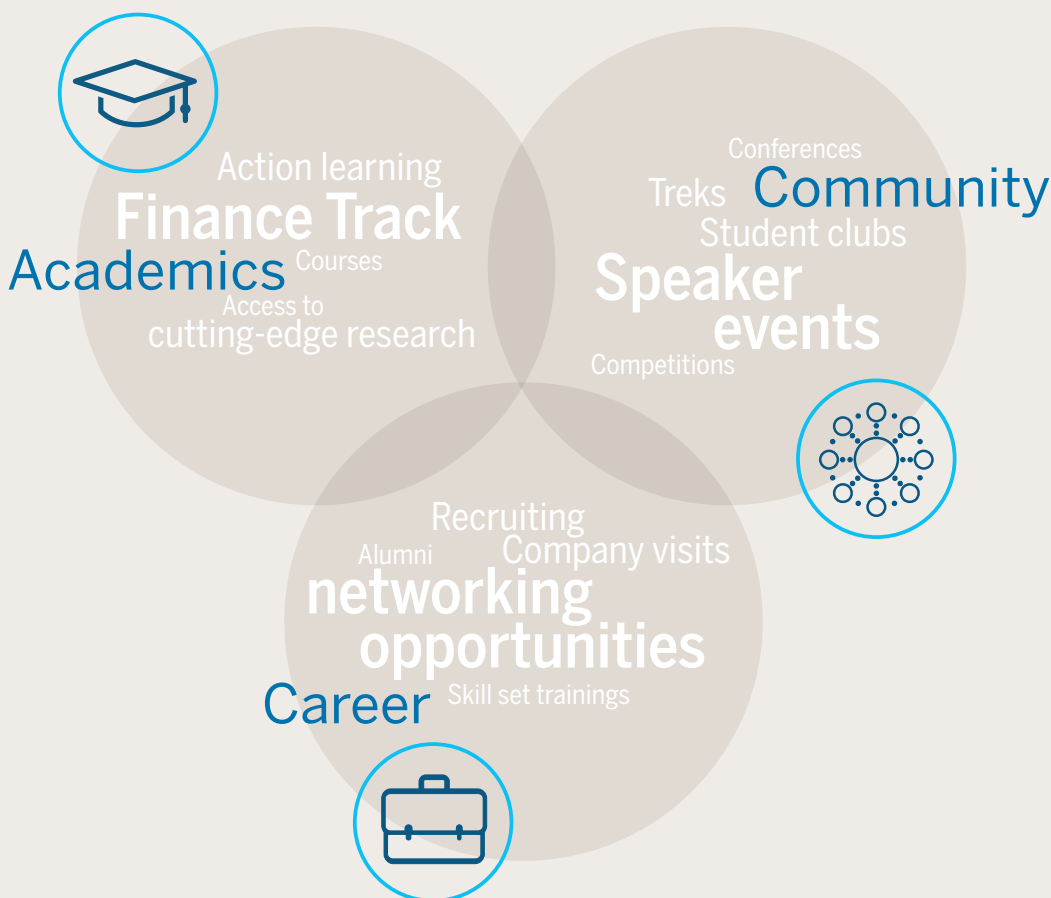 Action learning
Finance Track
Academics Courses
Access to
cutting-edge research
Conferences
Treks Community
Student clubs
Speaker
events
Competitions
Recruiting
Alumni Company visits
networking
opportunities
Career Skill set trainings